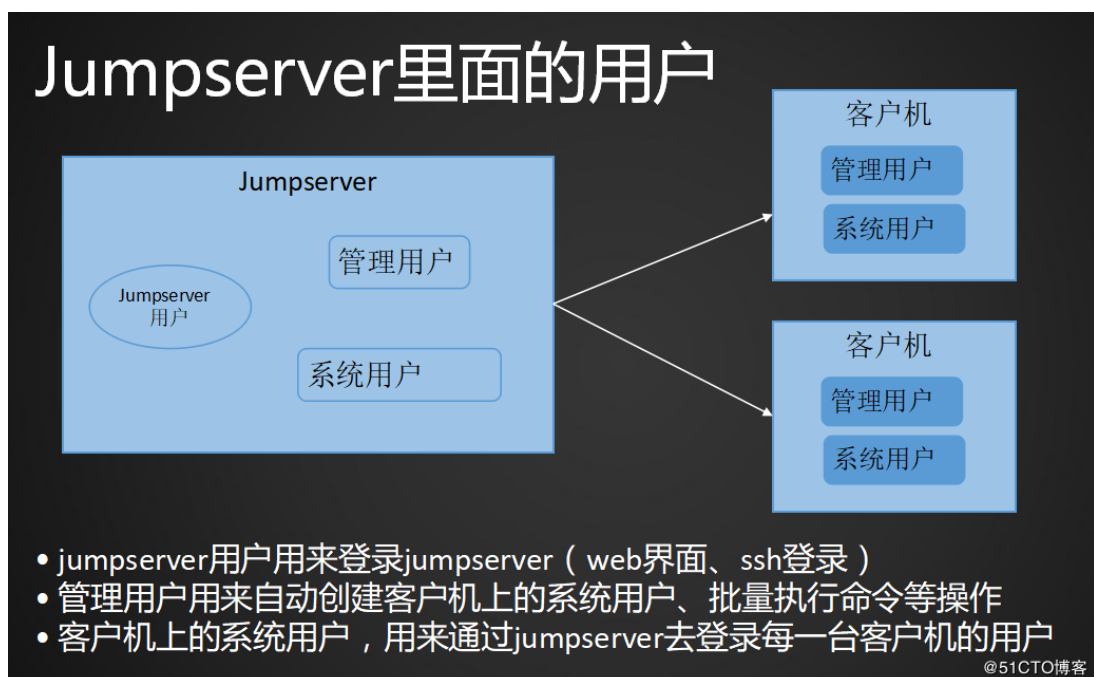 Jumpserver里面的用户
Jumpserver
Jumpserver
用户
管理用户
系统用户
客户机
管理用户
系统用户
客户机
管理用户
系统用户
• jumpserver用户用来登录jumpserver（web界面、ssh登录）
• 管理用户用来自动创建客户机上的系统用户、批量执行命令等操作
• 客户机上的系统用户，用来通过jumpserver去登录每一台客户机的用户
@51CTO博客